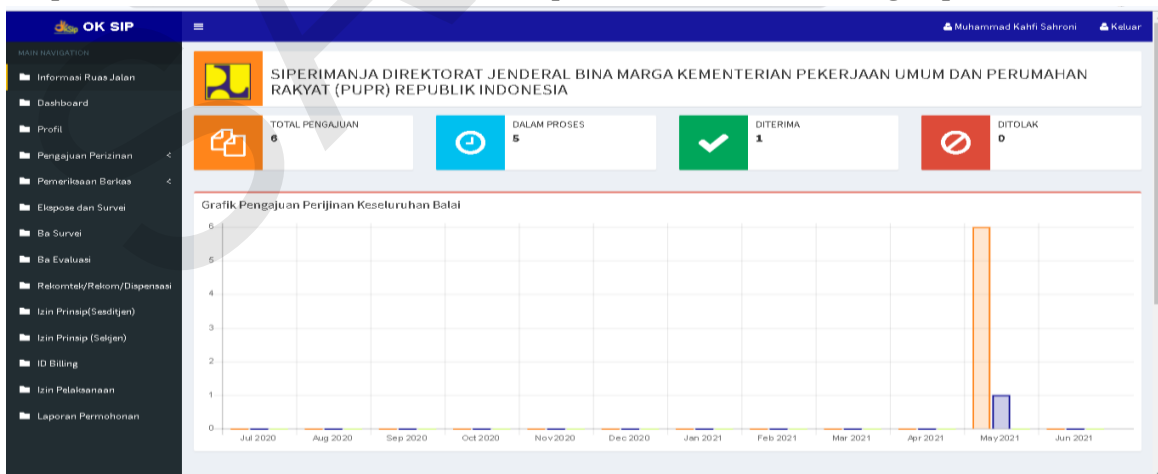 OK SIP
Muhammad Kahfi Sahroni
Keluar
MAIN NAVIGATION
Informasi Ruas Jalan
Dashboard
Profil
Pengajuan Perizinan
Pemeriksaan Berkas
Ekspose dan Survei
Ba Survei
Ba Evaluasi
Rekomtek/Rekom/Dispensasi
Izin Prinsip(Sesditjen)
Izin Prinsip (Sekjen)
ID Billing
Izin Pelaksanaan
Laporan Permohonan
SIPERIMANJA DIREKTORAT JENDERAL BINA MARGA KEMENTERIAN PEKERJAAN UMUM DAN PERUMAHAN
RAKYAT (PUPR) REPUBLIK INDONESIA
TOTAL PENGAJUAN
6
DALAM PROSES
5
DITERIMA
1
DITOLAK
0
Grafik Pengajuan Perijinan Keseluruhan Balai
6
5
4
3
2
1
0
Jul 2020 Aug 2020 Sep 2020 Oct 2020 Nov 2020 Dec 2020 Jan 2021 Feb 2021 Mar 2021 Apr 2021 May 2021 Jun 2021